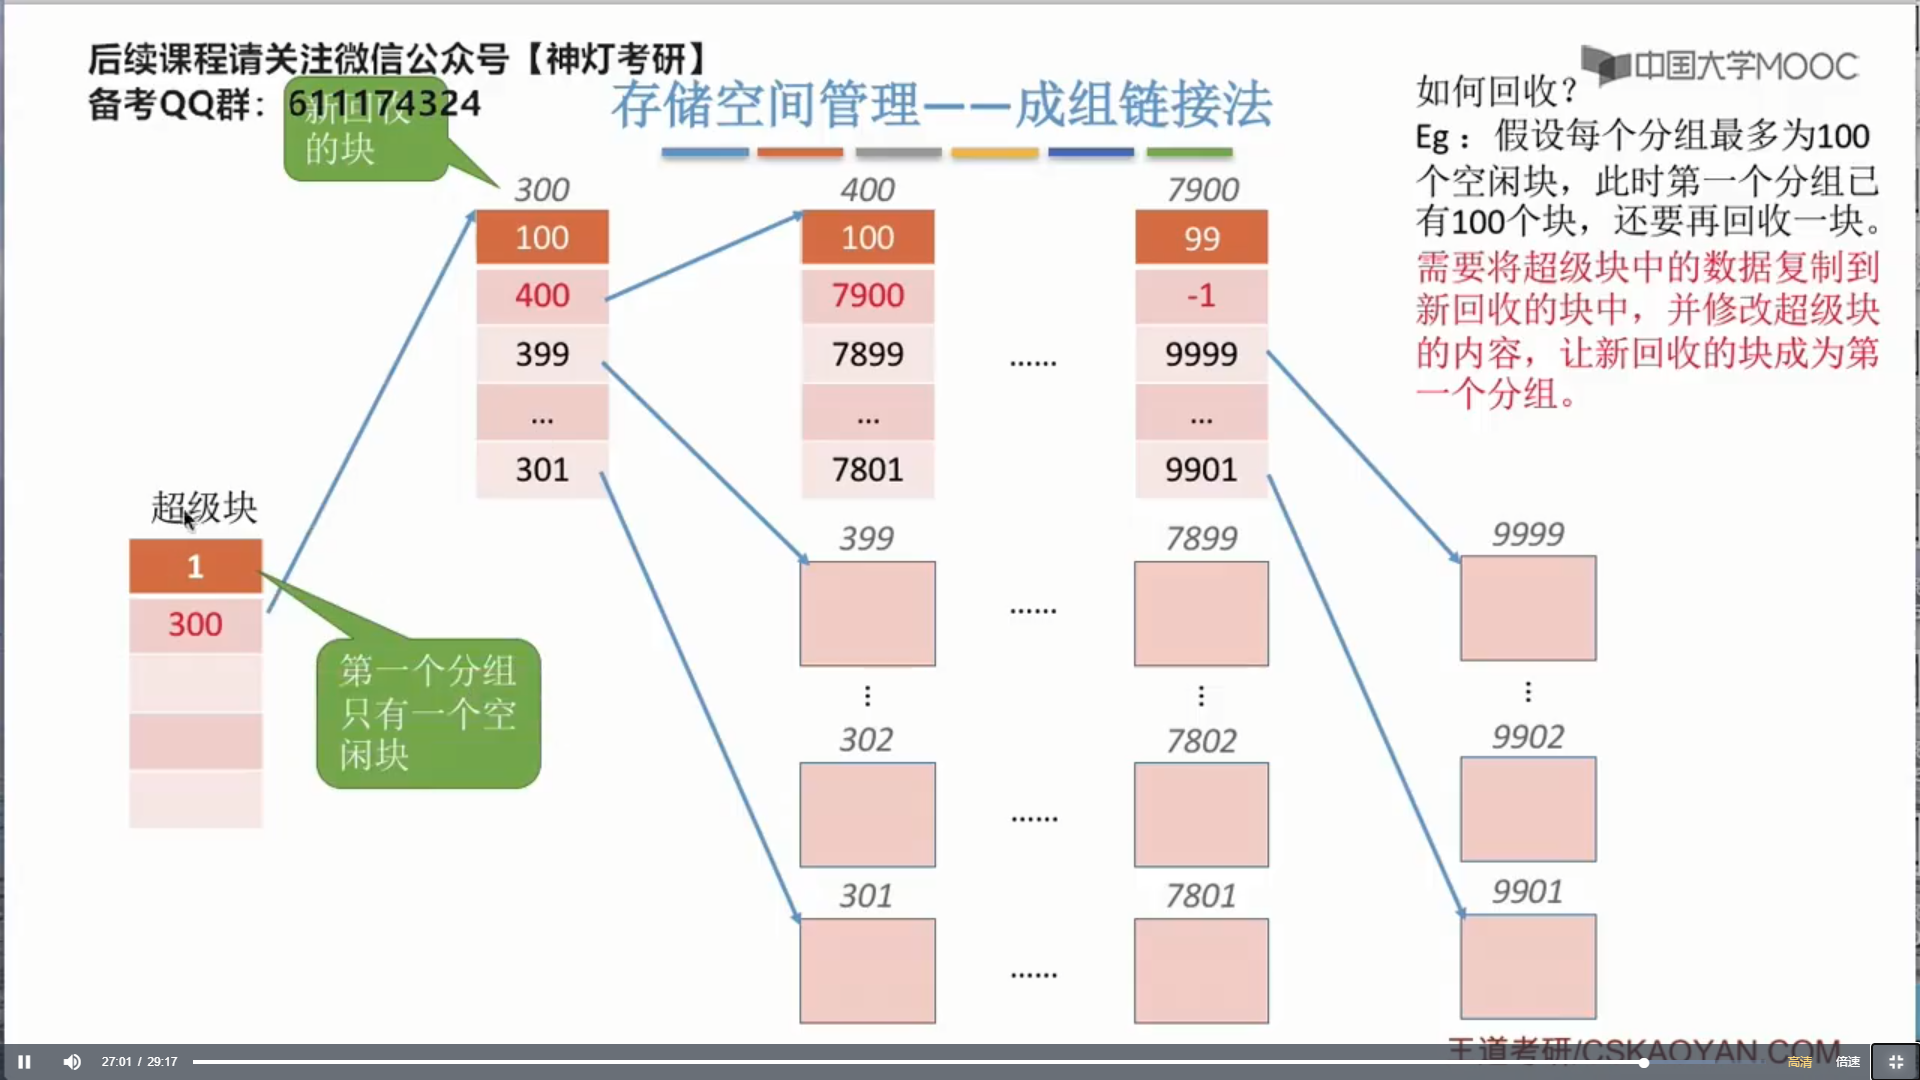 后续课程请关注微信公众号【神灯考研】
备考QQ群：611174324
新回收
的块
存储空间管理——成组链接法
中国大学MOOC
如何回收？
Eg：假设每个分组最多为100
个空闲块，此时第一个分组已
有100个块，还要再回收一块。
需要将超级块中的数据复制到
新回收的块中，并修改超级块
的内容，让新回收的块成为第
一个分组。
300
100
400
399
...
301
400
100
7900
7899
...
7801
......
7900
99
-1
9999
...
9901
超级块
1
300
第一个分组
只有一个空
闲块
399
......
7899
9999
302
......
7802
9902
301
......
7801
9901
王道考研/CSKAOYAN.COM
27:01 / 29:17
高清
倍速